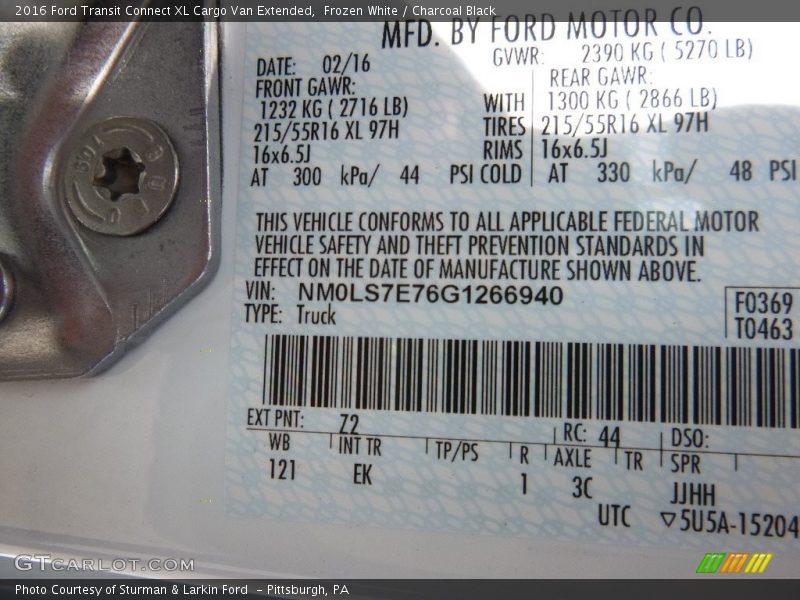 2016 Ford Transit Connect XL Cargo Van Extended, Frozen White / Charcoal Black
MFD. BY FORD MOTOR CO.
DATE: 02/16 GVWR: 2390 KG ( 5270 LB)
FRONT GAWR: REAR GAWR:
1232 KG ( 2716 LB) WITH 1300 KG ( 2866 LB)
215/55R16 XL 97H TIRES 215/55R16 XL 97H
16x6.5J RIMS 16x6.5J
AT 300 kPa/ 44 PSI COLD AT 330 kPa/ 48 PSI
THIS VEHICLE CONFORMS TO ALL APPLICABLE FEDERAL MOTOR
VEHICLE SAFETY AND THEFT PREVENTION STANDARDS IN
EFFECT ON THE DATE OF MANUFACTURE SHOWN ABOVE.
VIN: NM0LS7E76G1266940
TYPE: Truck
F0369
T0463
EXT PNT: Z2 RC: 44 DSO:
WB INT TR TP/PS R AXLE TR SPR
121 EK 1 3C JJHH
UTC ▽5U5A-15204
GTCARLOT.COM
Photo Courtesy of Sturman & Larkin Ford - Pittsburgh, PA